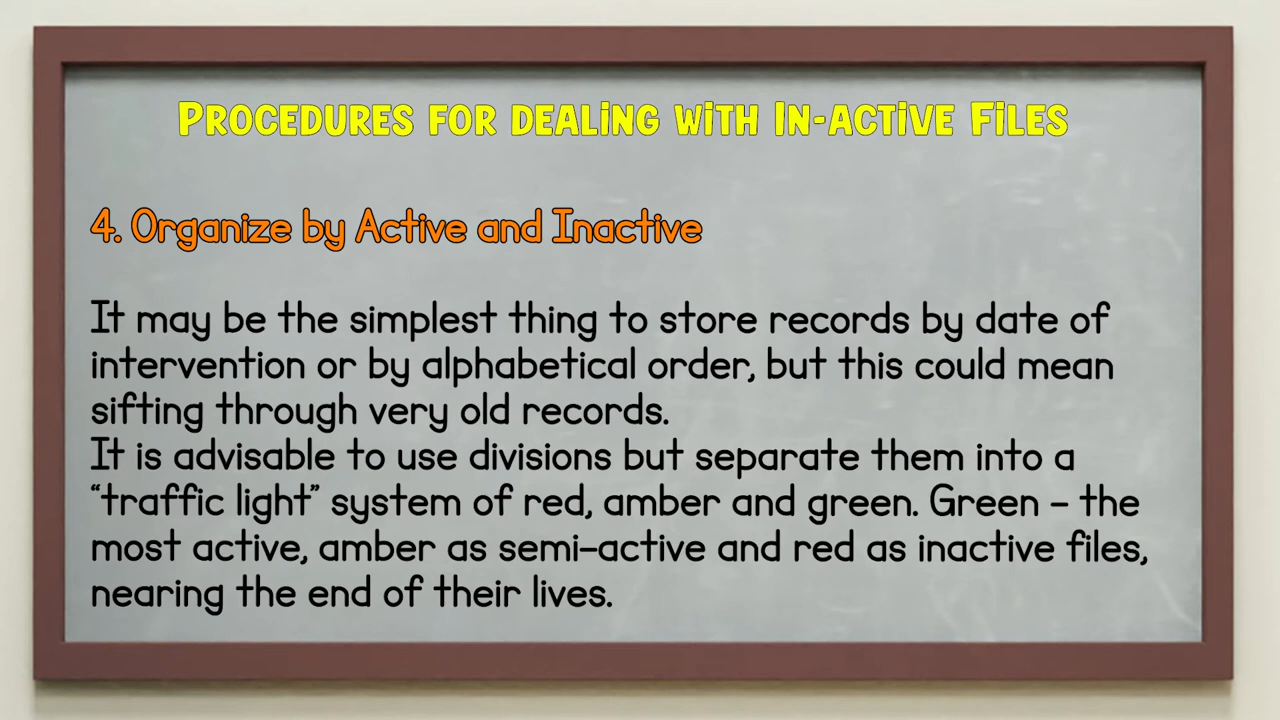 Procedures for dealing with In-active Files
4. Organize by Active and Inactive
It may be the simplest thing to store records by date of
intervention or by alphabetical order, but this could mean
sifting through very old records.
It is advisable to use divisions but separate them into a
“traffic light” system of red, amber and green. Green – the
most active, amber as semi-active and red as inactive files,
nearing the end of their lives.